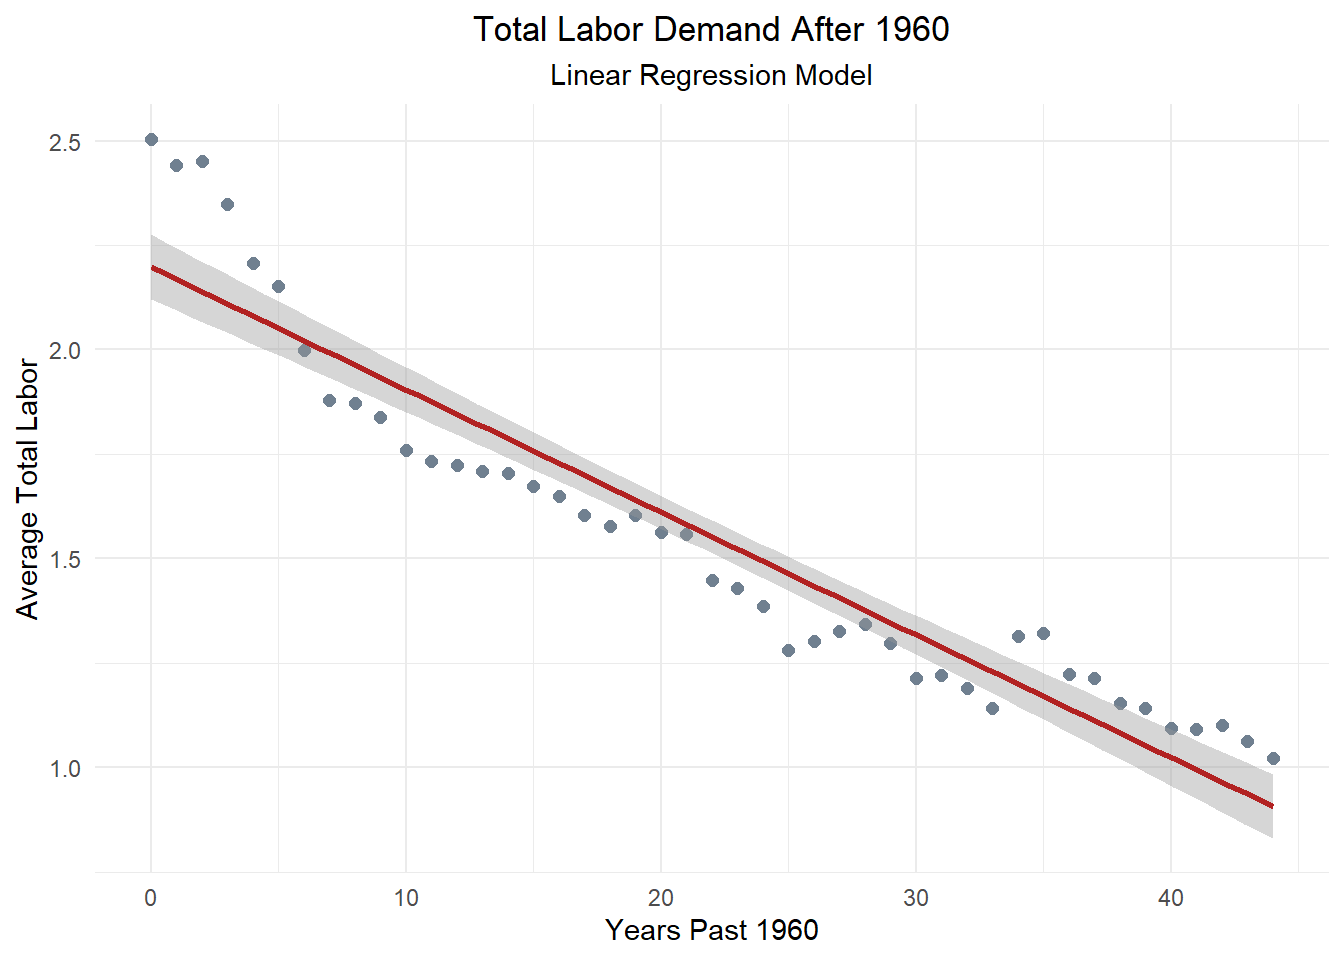 Total Labor Demand After 1960
Linear Regression Model
Average Total Labor
2.5
2.0
1.5
1.0
0 10 20 30 40
Years Past 1960